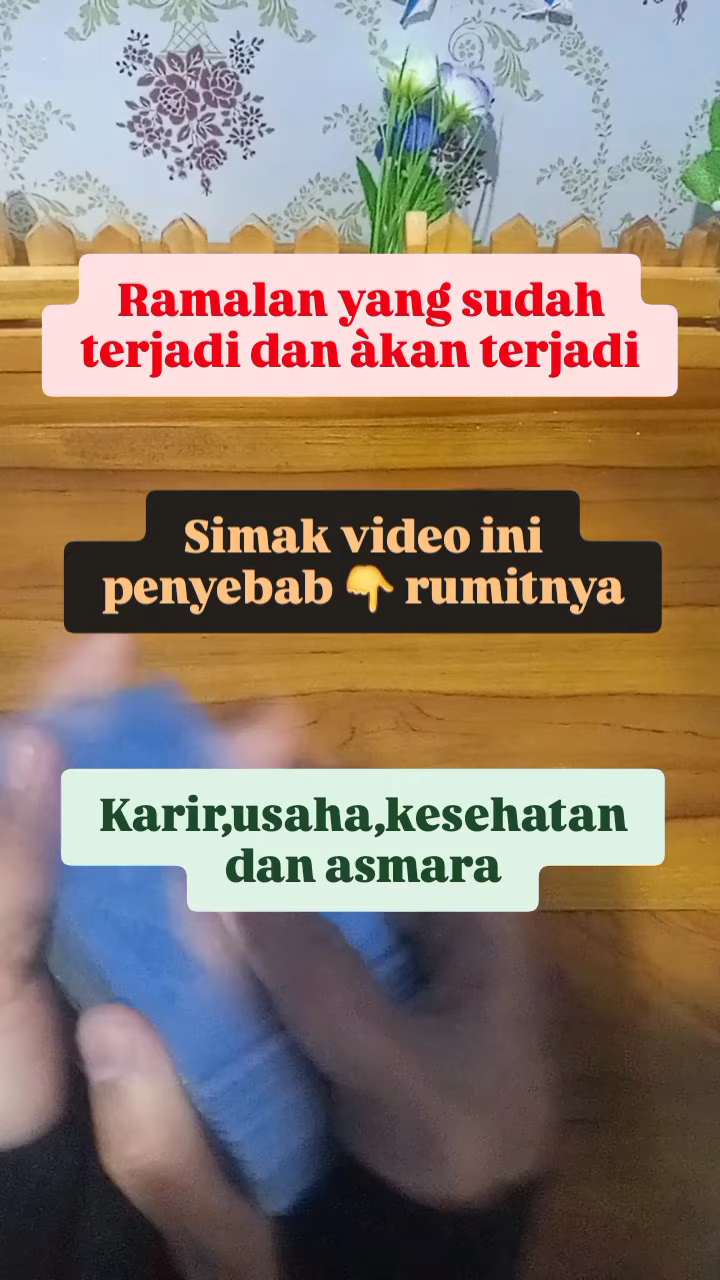 Ramalan yang sudah
terjadi dan àkan terjadi
Simak video ini
penyebab 👇 rumitnya
Karir,usaha,kesehatan
dan asmara